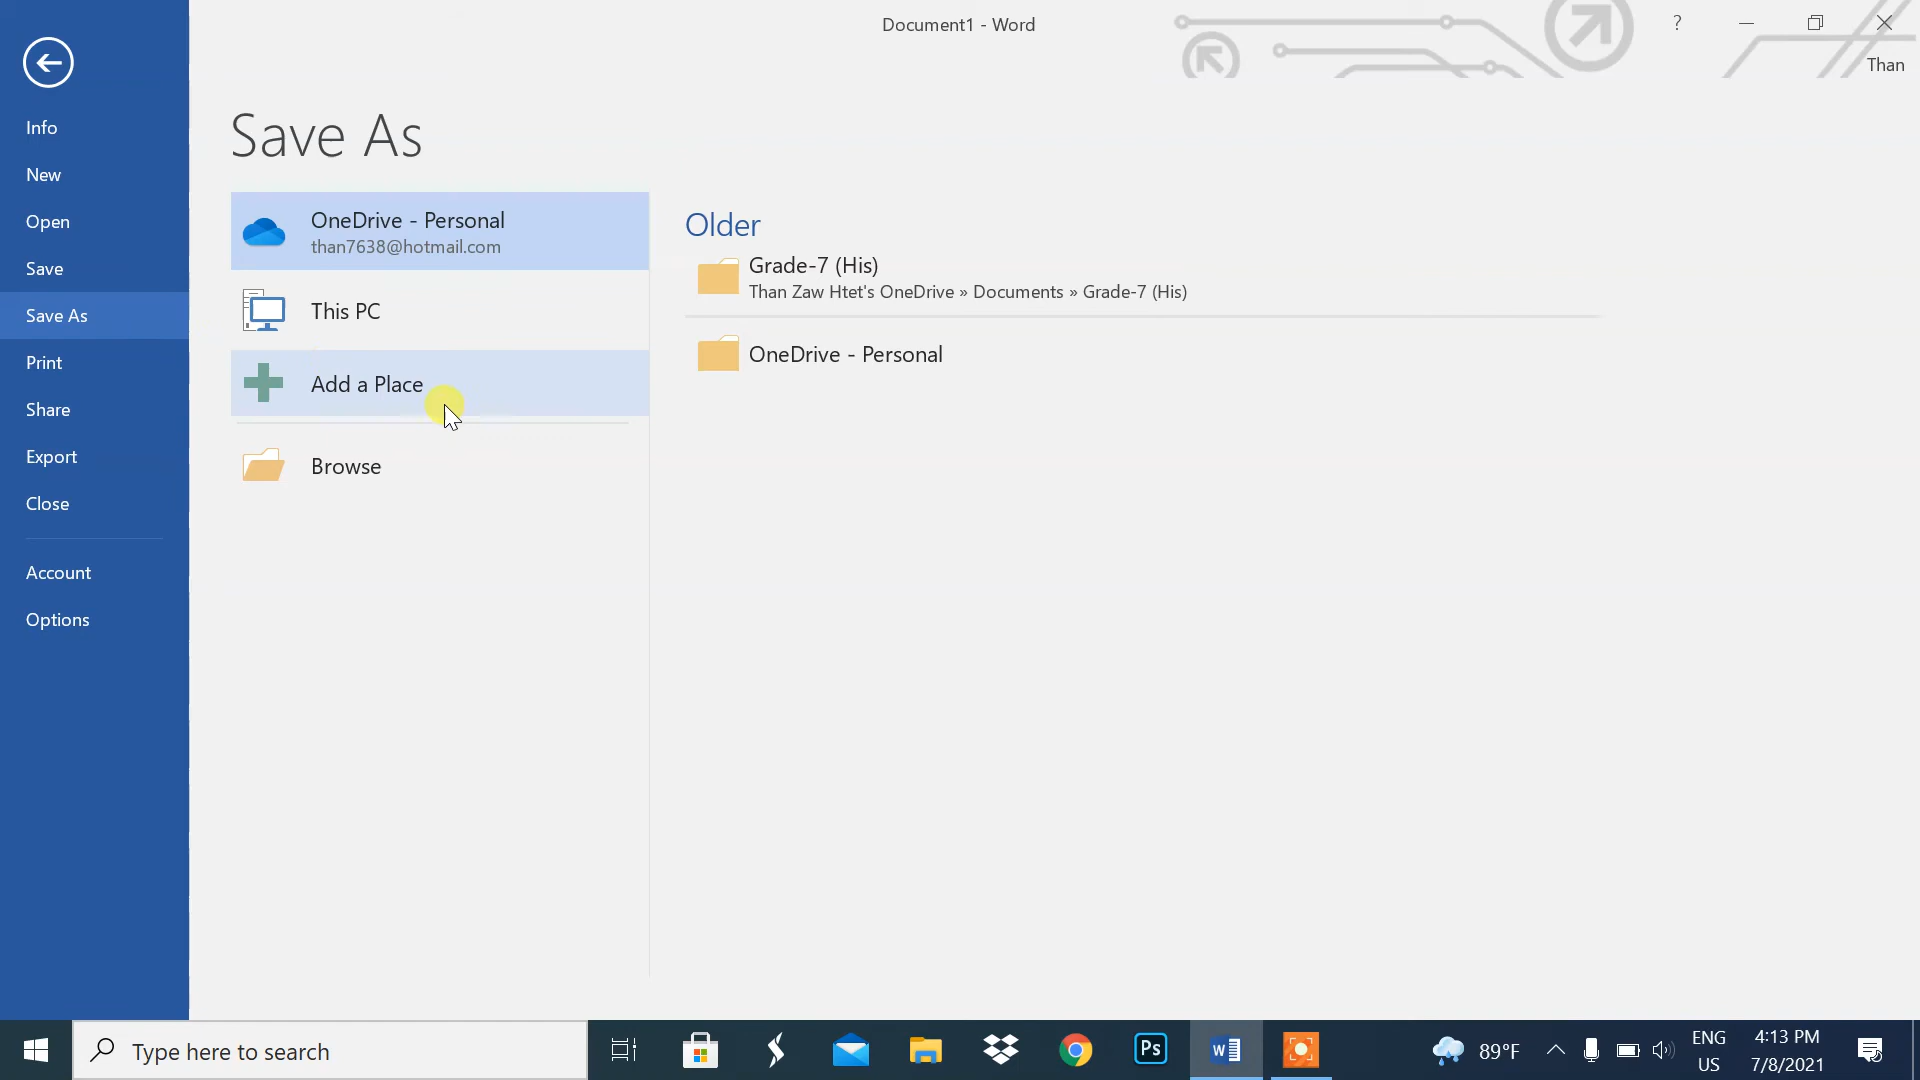 Document1 - Word
?
Than
Info
New
Open
Save
Save As
Print
Share
Export
Close
Account
Options
Save As
OneDrive - Personal
than7638@hotmail.com
This PC
Add a Place
Browse
Older
Grade-7 (His)
Than Zaw Htet's OneDrive » Documents » Grade-7 (His)
OneDrive - Personal
Type here to search
Ps
W
89°F
ENG
US
4:13 PM
7/8/2021